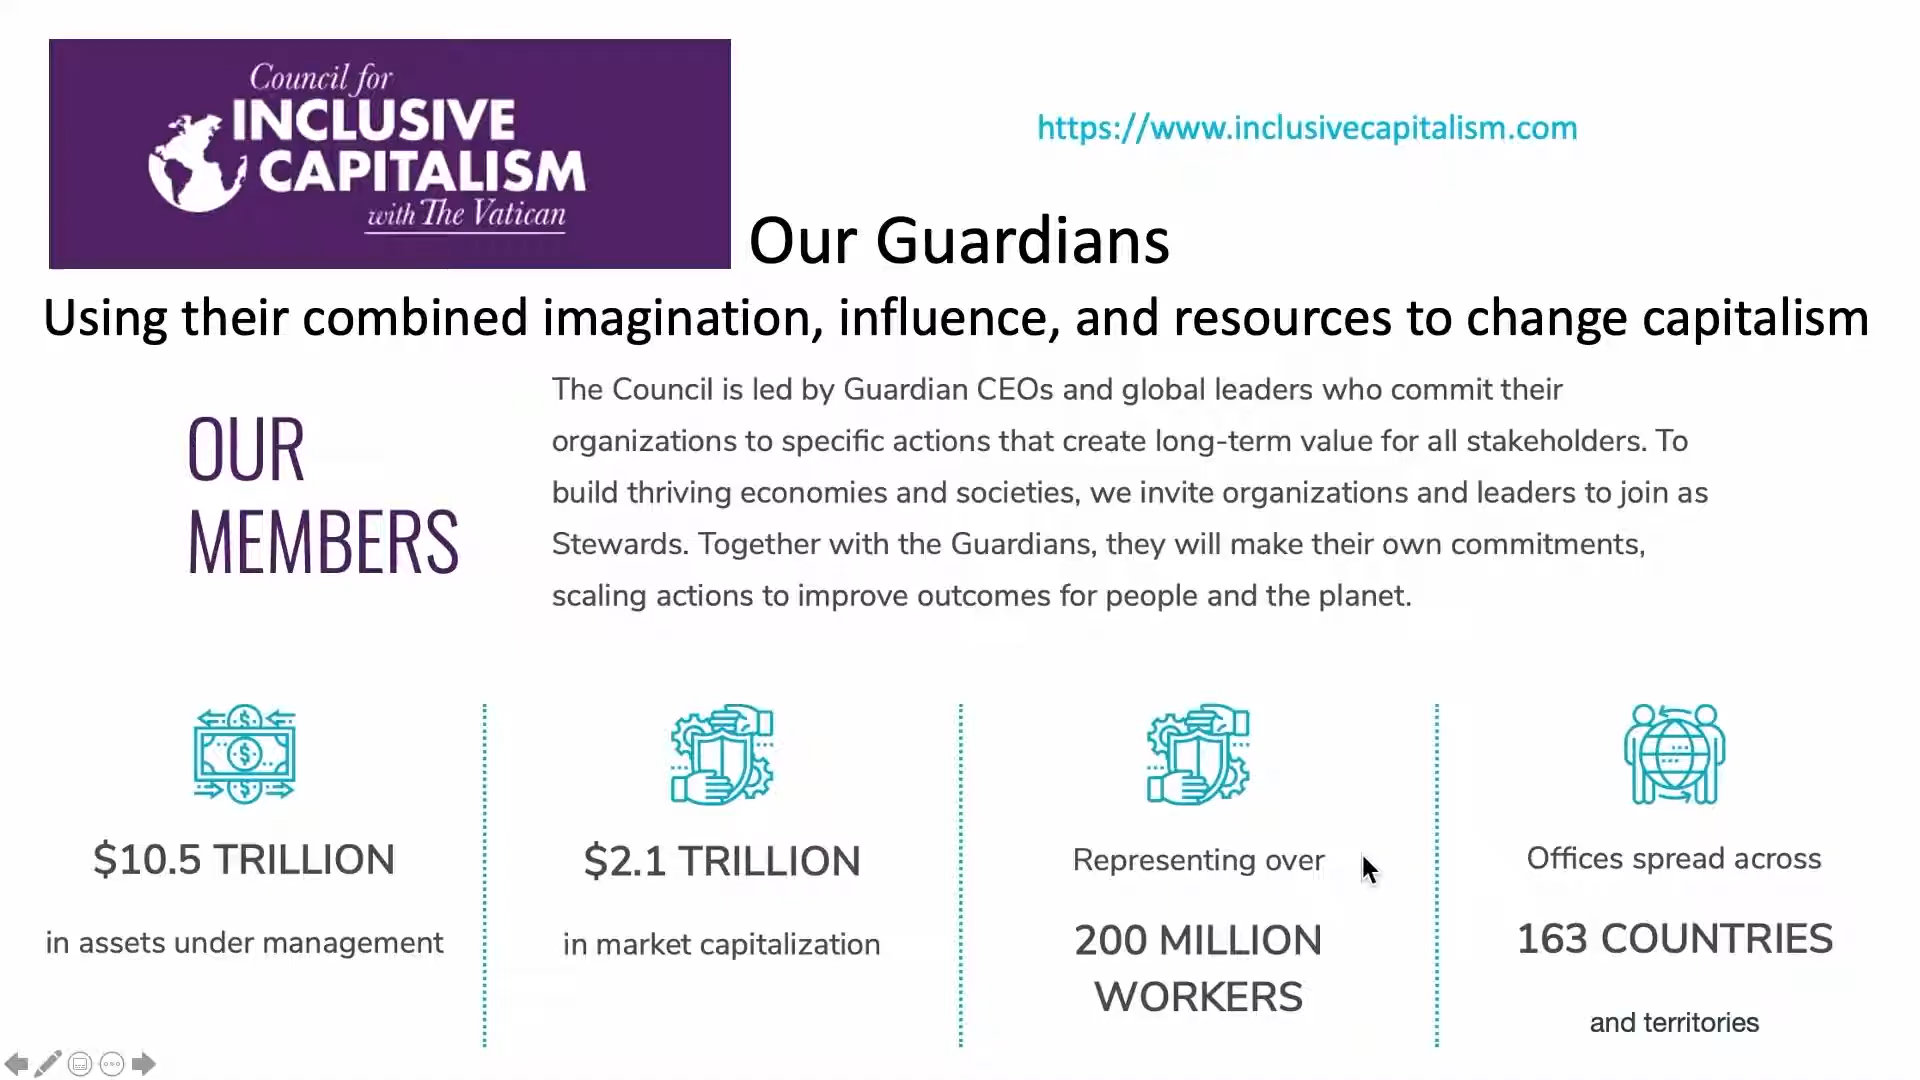 Council for
INCLUSIVE
CAPITALISM
with The Vatican
https://www.inclusivecapitalism.com
Our Guardians
Using their combined imagination, influence, and resources to change capitalism
OUR
MEMBERS
The Council is led by Guardian CEOs and global leaders who commit their
organizations to specific actions that create long-term value for all stakeholders. To
build thriving economies and societies, we invite organizations and leaders to join as
Stewards. Together with the Guardians, they will make their own commitments,
scaling actions to improve outcomes for people and the planet.
$10.5 TRILLION
in assets under management
$2.1 TRILLION
in market capitalization
Representing over
200 MILLION
WORKERS
Offices spread across
163 COUNTRIES
and territories